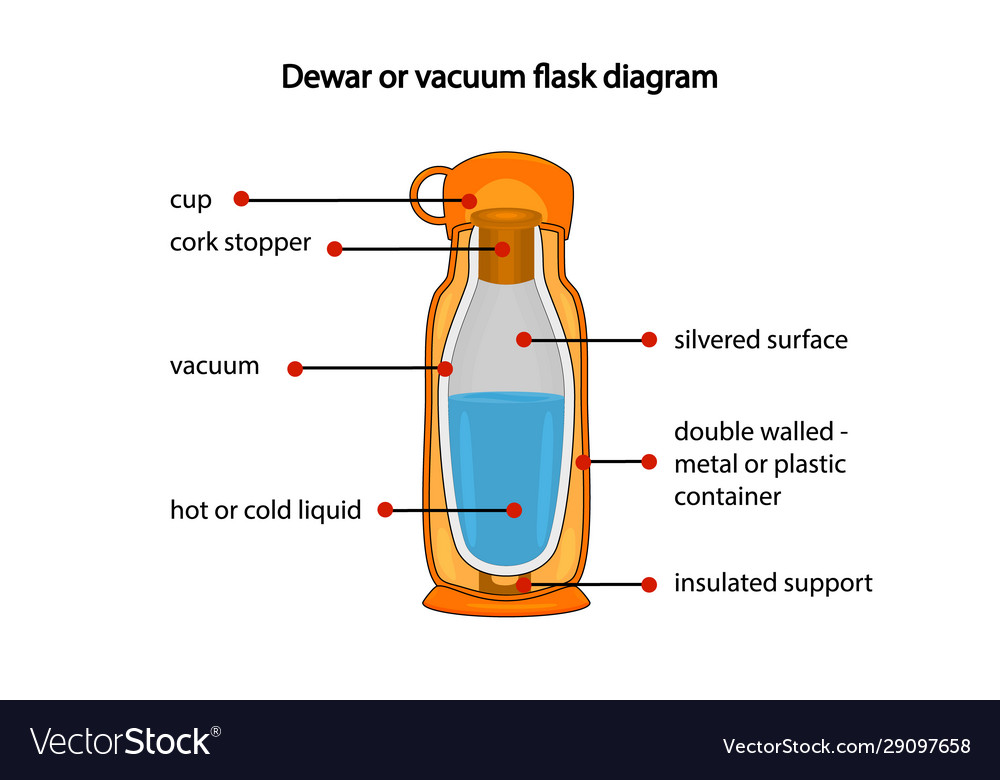 Dewar or vacuum flask diagram
cup
cork stopper
vacuum
hot or cold liquid
silvered surface
double walled -
metal or plastic
container
insulated support
VectorStock®
VectorStock.com/29097658